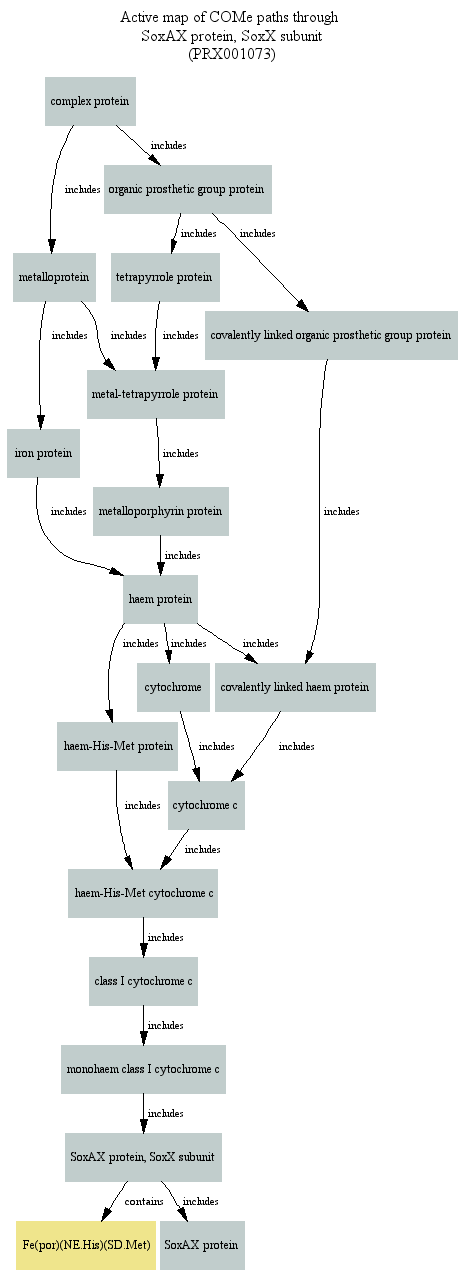 Active map of COMe paths through
SoxAX protein, SoxX subunit
(PRX001073)
complex protein
includes
includes
organic prosthetic group protein
includes
includes
metalloprotein
tetrapyrrole protein
covalently linked organic prosthetic group protein
includes
includes
includes
metal-tetrapyrrole protein
iron protein
includes
metalloporphyrin protein
includes
includes
includes
haem protein
includes
includes
includes
cytochrome
covalently linked haem protein
haem-His-Met protein
includes
includes
cytochrome c
includes
includes
haem-His-Met cytochrome c
includes
class I cytochrome c
includes
monohaem class I cytochrome c
includes
SoxAX protein, SoxX subunit
contains
includes
Fe(por)(NE.His)(SD.Met)
SoxAX protein